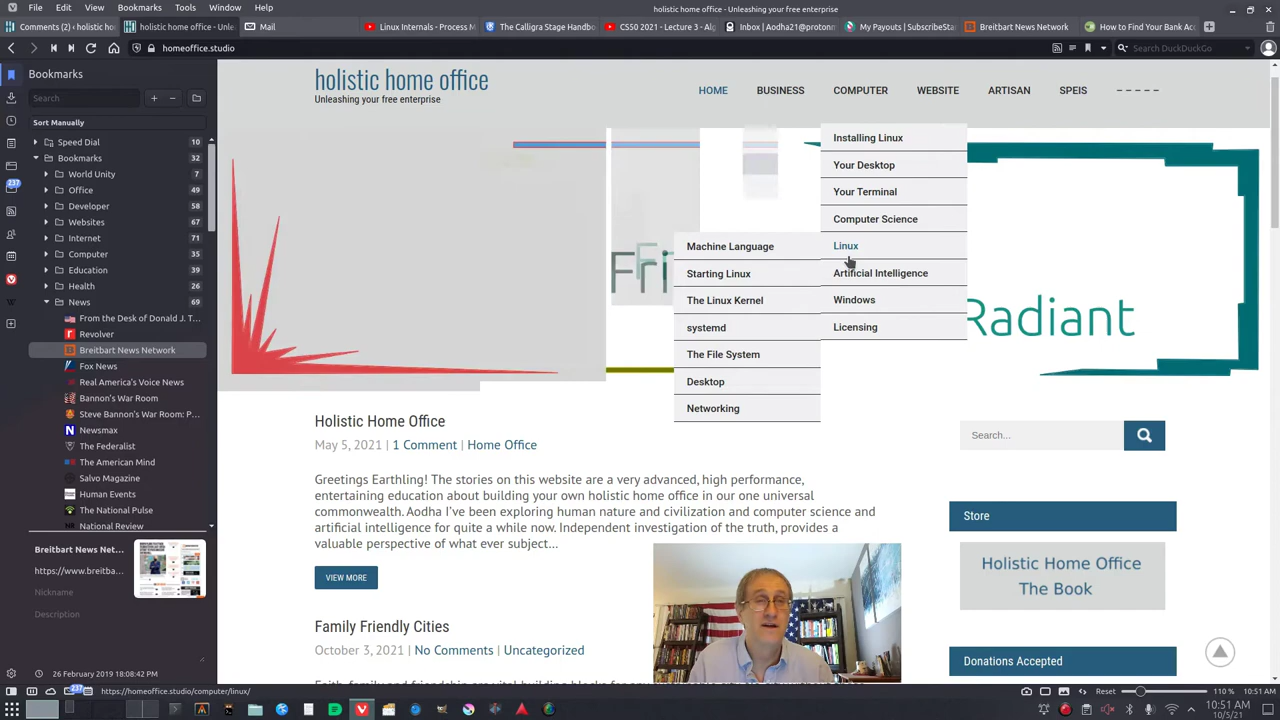 File
Edit
View
Bookmarks
Tools
Window
Help
holistic home office - Unleashing your free enterprise
Comments (2) ‹ holistic h
holistic home office - Unle
Mail
Linux Internals - Process M
The Calligra Stage Handbo
CS50 - Lecture 3 - Alg
Inbox | Aodha21@protonm
My Payouts | SubscribeStar
Breitbart News Network
How to Find Your Bank Acc
homeoffice.studio
Search DuckDuckGo
Bookmarks
Search
Sort Manually
Speed Dial 10
Bookmarks 32
World Unity 7
Office 49
Developer 58
Websites 66
Internet 73
Computer 35
Education 39
Health 26
News 69
From the Desk of Donald J. T...
Revolver
Breitbart News Network
Fox News
Real America's Voice News
Bannon's War Room
Steve Bannon's War Room: P...
Newsmax
The Federalist
The American Mind
Salvo Magazine
Human Events
The National Pulse
National Review
Breitbart News Net...
https://www.breitba...
Nickname
Description
26 February 2019 18:08:42 PM
237
holistic home office
Unleashing your free enterprise
HOME
BUSINESS
COMPUTER
WEBSITE
ARTISAN
SPEIS
– – – – –
Installing Linux
Your Desktop
Your Terminal
Computer Science
Linux
Artificial Intelligence
Windows
Licensing
Machine Language
Starting Linux
The Linux Kernel
systemd
The File System
Desktop
Networking
Fri
Radiant
Holistic Home Office
May 5, 2021 | 1 Comment | Home Office
Greetings Earthling! The stories on this website are a very advanced, high performance,
entertaining education about building your own holistic home office in our one universal
commonwealth. Aodha I've been exploring human nature and civilization and computer science and
artificial intelligence for quite a while now. Independent investigation of the truth, provides a
valuable perspective of what ever subject...
VIEW MORE
Family Friendly Cities
October 3, 2021 | No Comments | Uncategorized
Search...
Store
Holistic Home Office
The Book
Donations Accepted
237
https://homeoffice.studio/computer/linux/
Reset
110 %
10:51 AM
10:51 AM
10/5/21